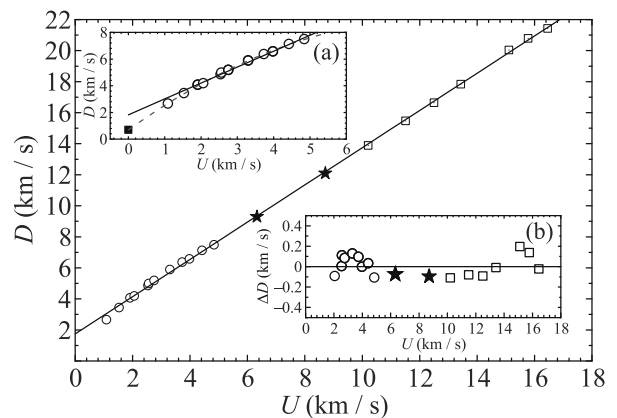 22
20
18
16
14
12
10
8
6
4
2
D (km / s)
0 2 4 6 8 10 12 14 16 18
U (km / s)
(a)
8
6
4
2
0
D (km / s)
0 1 2 3 4 5 6
U (km / s)
(b)
0.4
0.2
0
–0.2
–0.4
ΔD (km / s)
0 2 4 6 8 10 12 14 16 18
U (km / s)